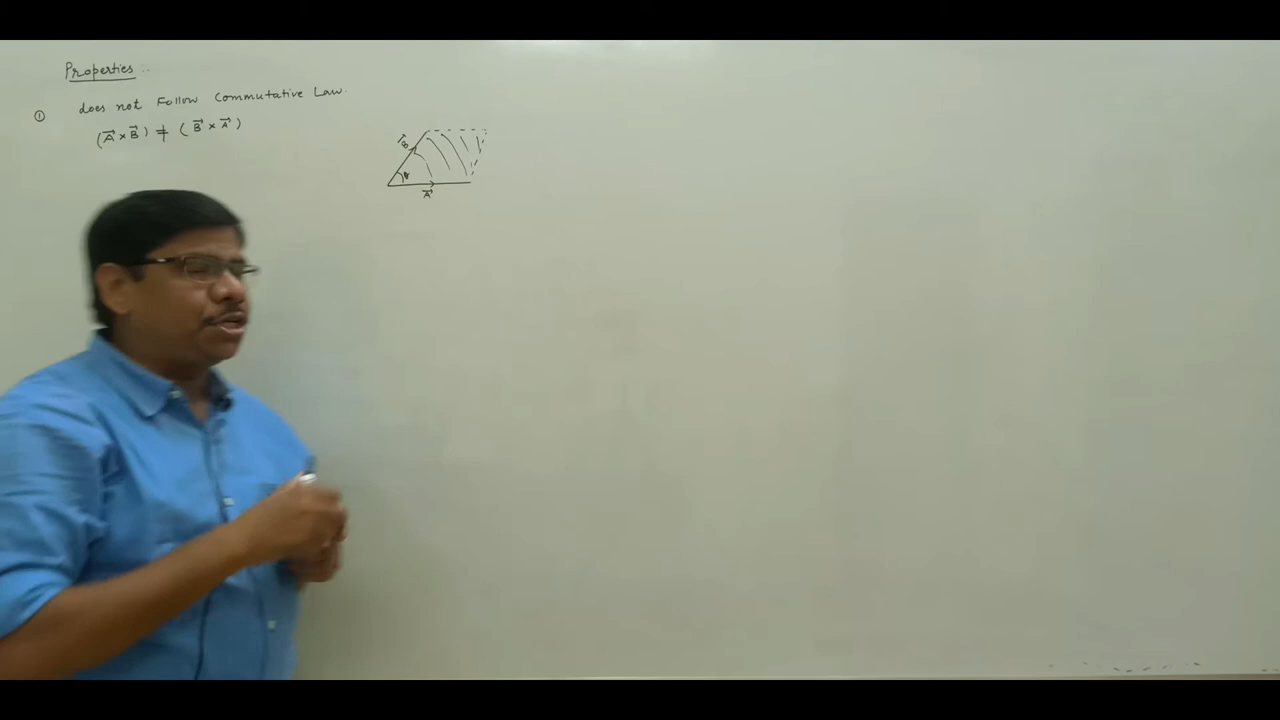 Properties :
① does not Follow Commutative Law.
(A⃗ × B⃗) ≠ (B⃗ × A⃗)
B⃗
θ
A⃗